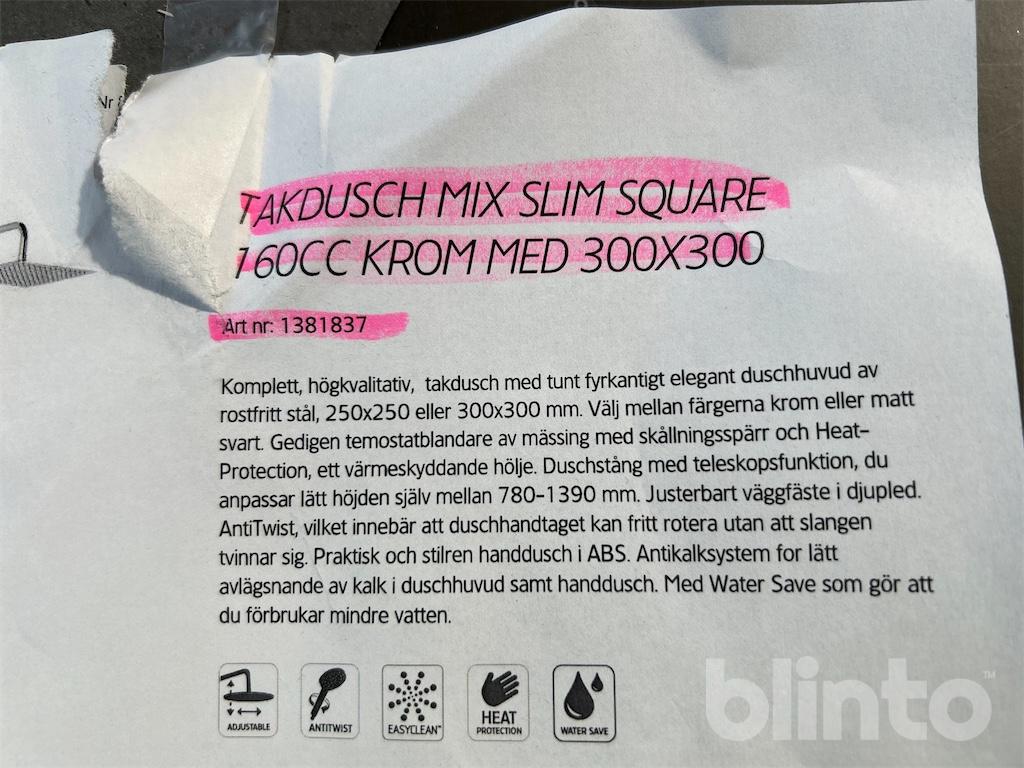 Nr
TAKDUSCH MIX SLIM SQUARE
160CC KROM MED 300X300
Art nr: 1381837
Komplett, högkvalitativ, takdusch med tunt fyrkantigt elegant duschhuvud av
rostfritt stål, 250x250 eller 300x300 mm. Välj mellan färgerna krom eller matt
svart. Gedigen temostatblandare av mässing med skållningsspärr och Heat-
Protection, ett värmeskyddande hölje. Duschstång med teleskopsfunktion, du
anpassar lätt höjden själv mellan 780-1390 mm. Justerbart väggfäste i djupled.
AntiTwist, vilket innebär att duschhandtaget kan fritt rotera utan att slangen
tvinnar sig. Praktisk och stilren handdusch i ABS. Antikalksystem for lätt
avlägsnande av kalk i duschhuvud samt handdusch. Med Water Save som gör att
du förbrukar mindre vatten.
ADJUSTABLE
ANTITWIST
EASYCLEAN™
HEAT
PROTECTION
WATER SAVE
blinto™